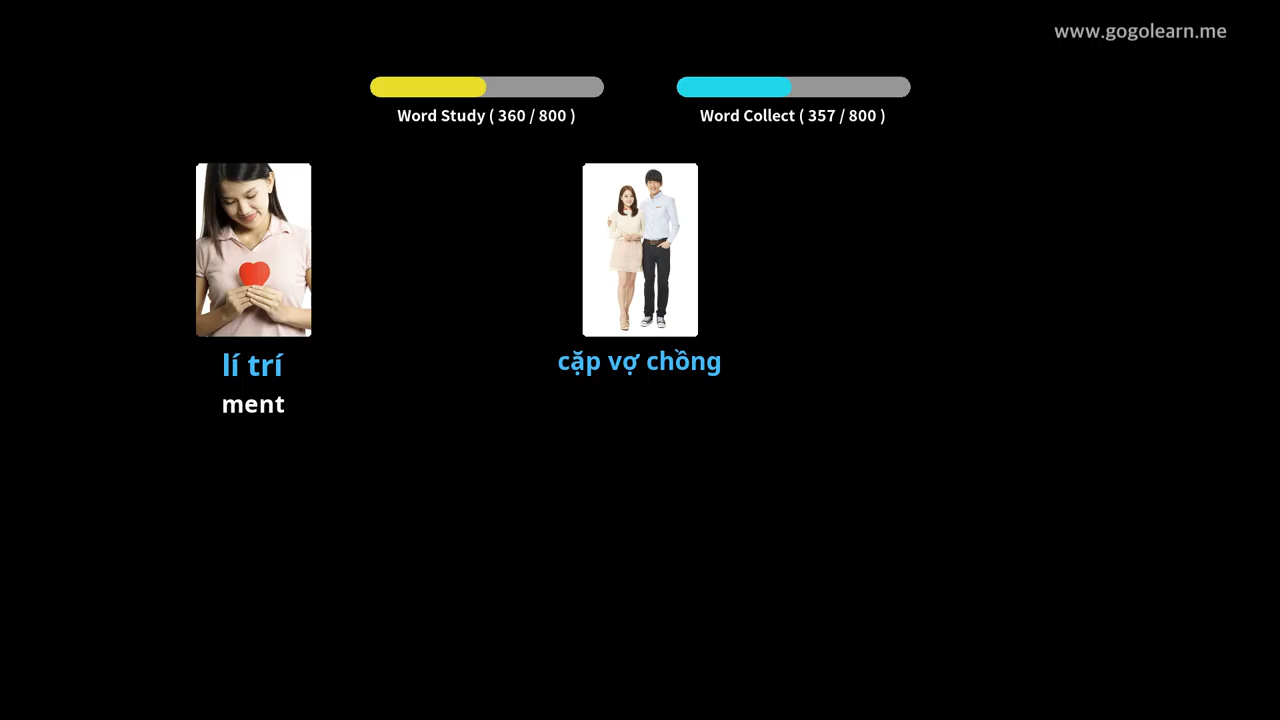 www.gogolearn.me
Word Study ( 360 / 800 )
Word Collect ( 357 / 800 )
lí trí
ment
cặp vợ chồng